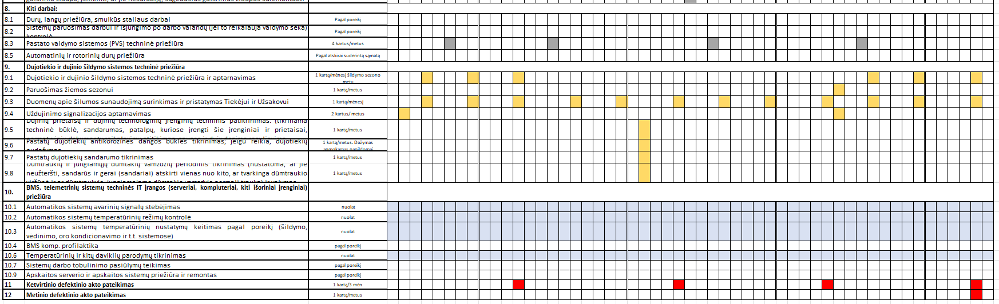 8. Kiti darbai:
8.1 Durų, langų priežiūra, smulkūs staliaus darbai Pagal poreikį
8.2 Sistemų paruošimas darbui ir išjungimo po darbo valandų (jei to reikalauja valdymo seka) Pagal poreikį
8.3 Pastato valdymo sistemos (PVS) techninė priežiūra 4 kartus/metus
8.5 Automatinių ir rotorinių durų priežiūra Pagal atskirai suderintą sąmatą
9. Dujotiekio ir dujinio šildymo sistemos techninė priežiūra
9.1 Dujotiekio ir dujinio šildymo sistemos techninė priežiūra ir aptarnavimas 1 kartą/mėnesį šildymo sezono
metu
9.2 Paruošimas žiemos sezonui 1 kartą/metus
9.3 Duomenų apie šilumos sunaudojimą surinkimas ir pristatymas Tiekėjui ir Užsakovui 1 kartą/mėnesį
9.4 Uždujinimo signalizacijos aptarnavimas 2 kartus/ metus
9.5 Dujinių prietaisų ir dujinių technologinių įrenginių techninis patikrinimas: (tikrinama
techninė būklė, sandarumas, patalpų, kuriose įrengti šie įrenginiai ir prietaisai, 1 kartą/metus
9.6 Pastatų dujotiekių antikorozinės dangos būklės tikrinimas; jeigu reikia, dujotiekių 1 kartą/metus. Dažymas
9.7 Pastatų dujotiekių sandarumo tikrinimas 1 kartą/metus
9.8 Dūmtraukių ir jungiamųjų dūmtakių vamzdžių periodinis tikrinimas (nustatoma, ar jie
neužteršti, sandarūs ir gerai (sandariai) atskirti vienas nuo kito, ar tvarkinga dūmtraukio 1 kartą/metus
10. BMS, telemetrinių sistemų techninės IT įrangos (serveriai, kompiuteriai, kiti išoriniai įrenginiai)
priežiūra
10.1 Automatikos sistemų avarinių signalų stebėjimas nuolat
10.2 Automatikos sistemų temperatūrinių režimų kontrolė nuolat
10.3 Automatikos sistemų temperatūrinių nustatymų keitimas pagal poreikį (šildymo,
vėdinimo, oro kondicionavimo ir t.t. sistemose) nuolat
10.4 BMS komp. profilaktika pagal poreikį
10.6 Temperatūrinių ir kitų daviklių parodymų tikrinimas nuolat
10.7 Sistemų darbo tobulinimo pasiūlymų teikimas pagal poreikį
10.9 Apskaitos serverio ir apskaitos sistemų priežiūra ir remontas pagal poreikį
11 Ketvirtinio defektinio akto pateikimas 1 kartą/3 mėn
12 Metinio defektinio akto pateikimas 1 kartą/metus